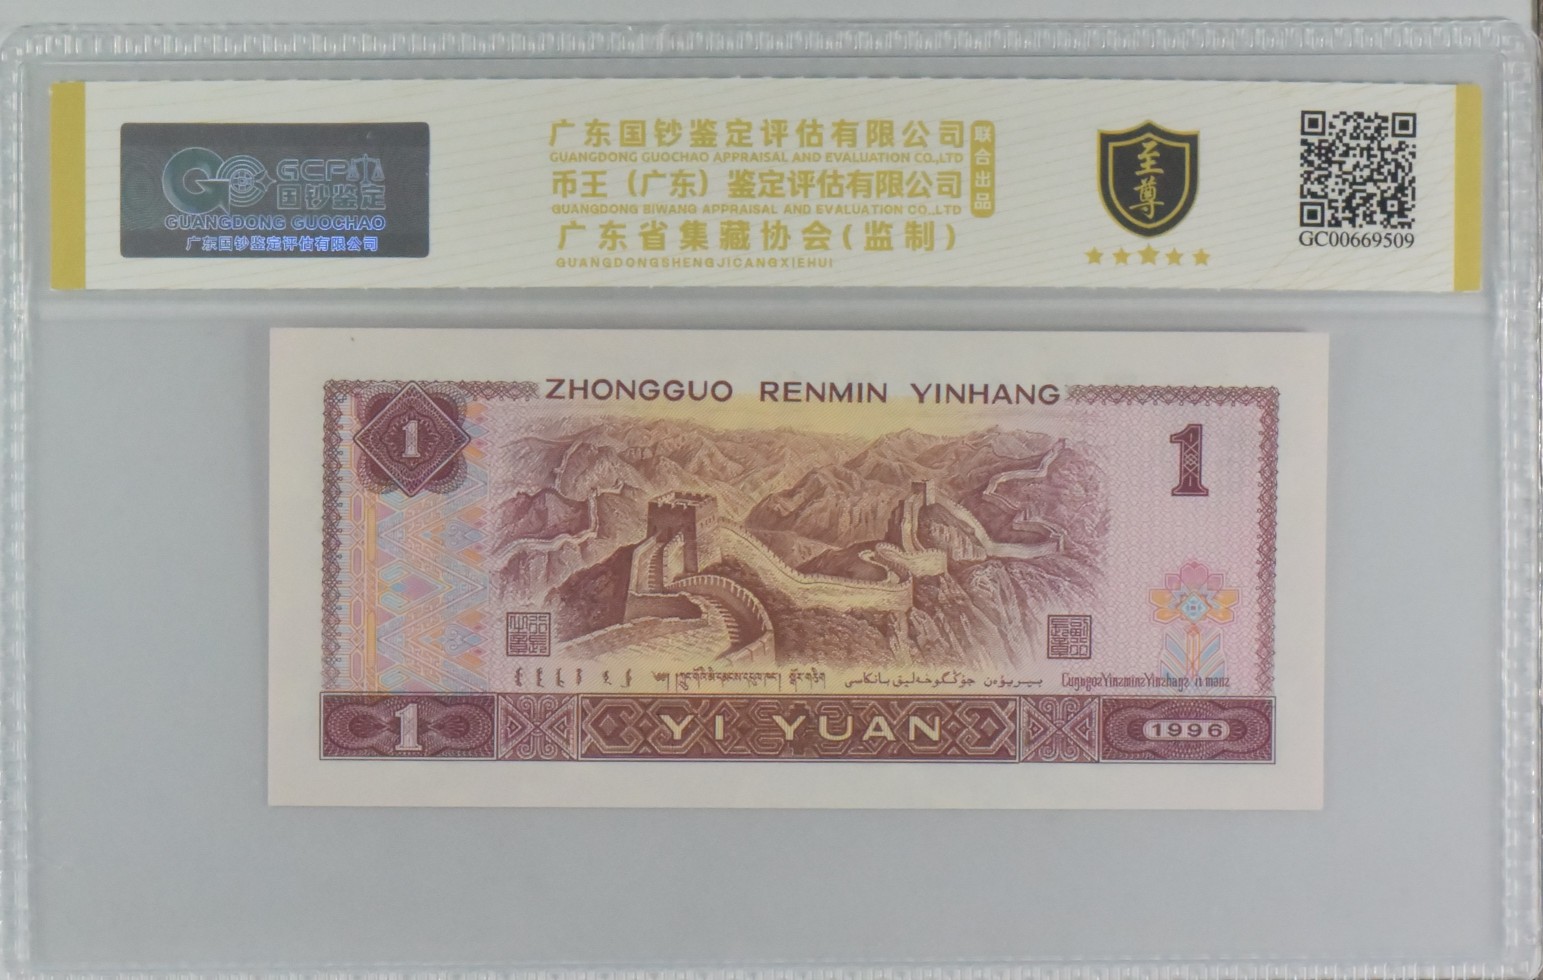 GCP
国钞鉴定
GUANGDONG GUOCHAO
广东国钞鉴定评估有限公司
广东国钞鉴定评估有限公司
GUANGDONG GUOCHAO APPRAISAL AND EVALUATION CO.,LTD
币王（广东）鉴定评估有限公司
GUANGDONG BIWANG APPRAISAL AND EVALUATION CO.,LTD
广东省集藏协会(监制)
GUANGDONGSHENGJICANGXIEHUI
联合出品
至尊
GC00669509
ZHONGGUO RENMIN YINHANG
1
1
1
YI YUAN
1996